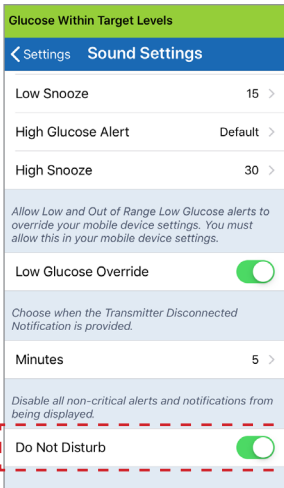 Glucose Within Target Levels
Settings Sound Settings
Low Snooze 15
High Glucose Alert Default
High Snooze 30
Allow Low and Out of Range Low Glucose alerts to
override your mobile device settings. You must
allow this in your mobile device settings.
Low Glucose Override
Choose when the Transmitter Disconnected
Notification is provided.
Minutes 5
Disable all non-critical alerts and notifications from
being displayed.
Do Not Disturb